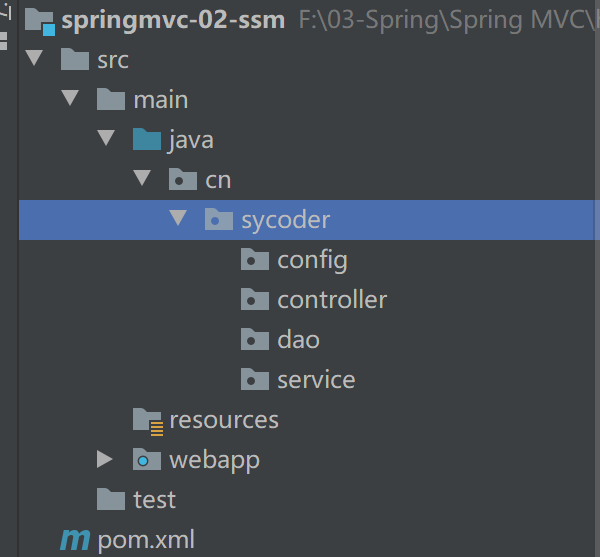 springmvc-02-ssm F:\03-Spring\Spring MVC\
src
main
java
cn
sycoder
config
controller
dao
service
resources
webapp
test
pom.xml